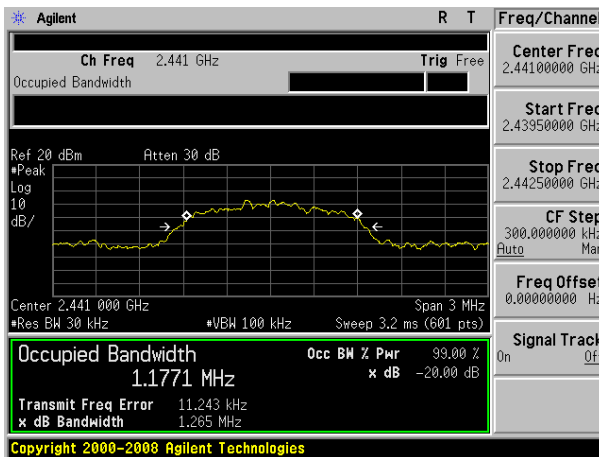 Agilent R T Freq/Channel
Ch Freq 2.441 GHz Trig Free
Occupied Bandwidth
Center Freq
2.44100000 GHz
Start Freq
2.43950000 GHz
Stop Freq
2.44250000 GHz
CF Step
300.000000 kHz
Auto Man
Freq Offset
0.00000000 Hz
Signal Track
On Off
Ref 20 dBm Atten 30 dB
#Peak
Log
10
dB/
Center 2.441 000 GHz Span 3 MHz
#Res BW 30 kHz #VBW 100 kHz Sweep 3.2 ms (601 pts)
Occupied Bandwidth Occ BW % Pwr 99.00 %
1.1771 MHz x dB -20.00 dB
Transmit Freq Error 11.243 kHz
x dB Bandwidth 1.265 MHz
Copyright 2000-2008 Agilent Technologies